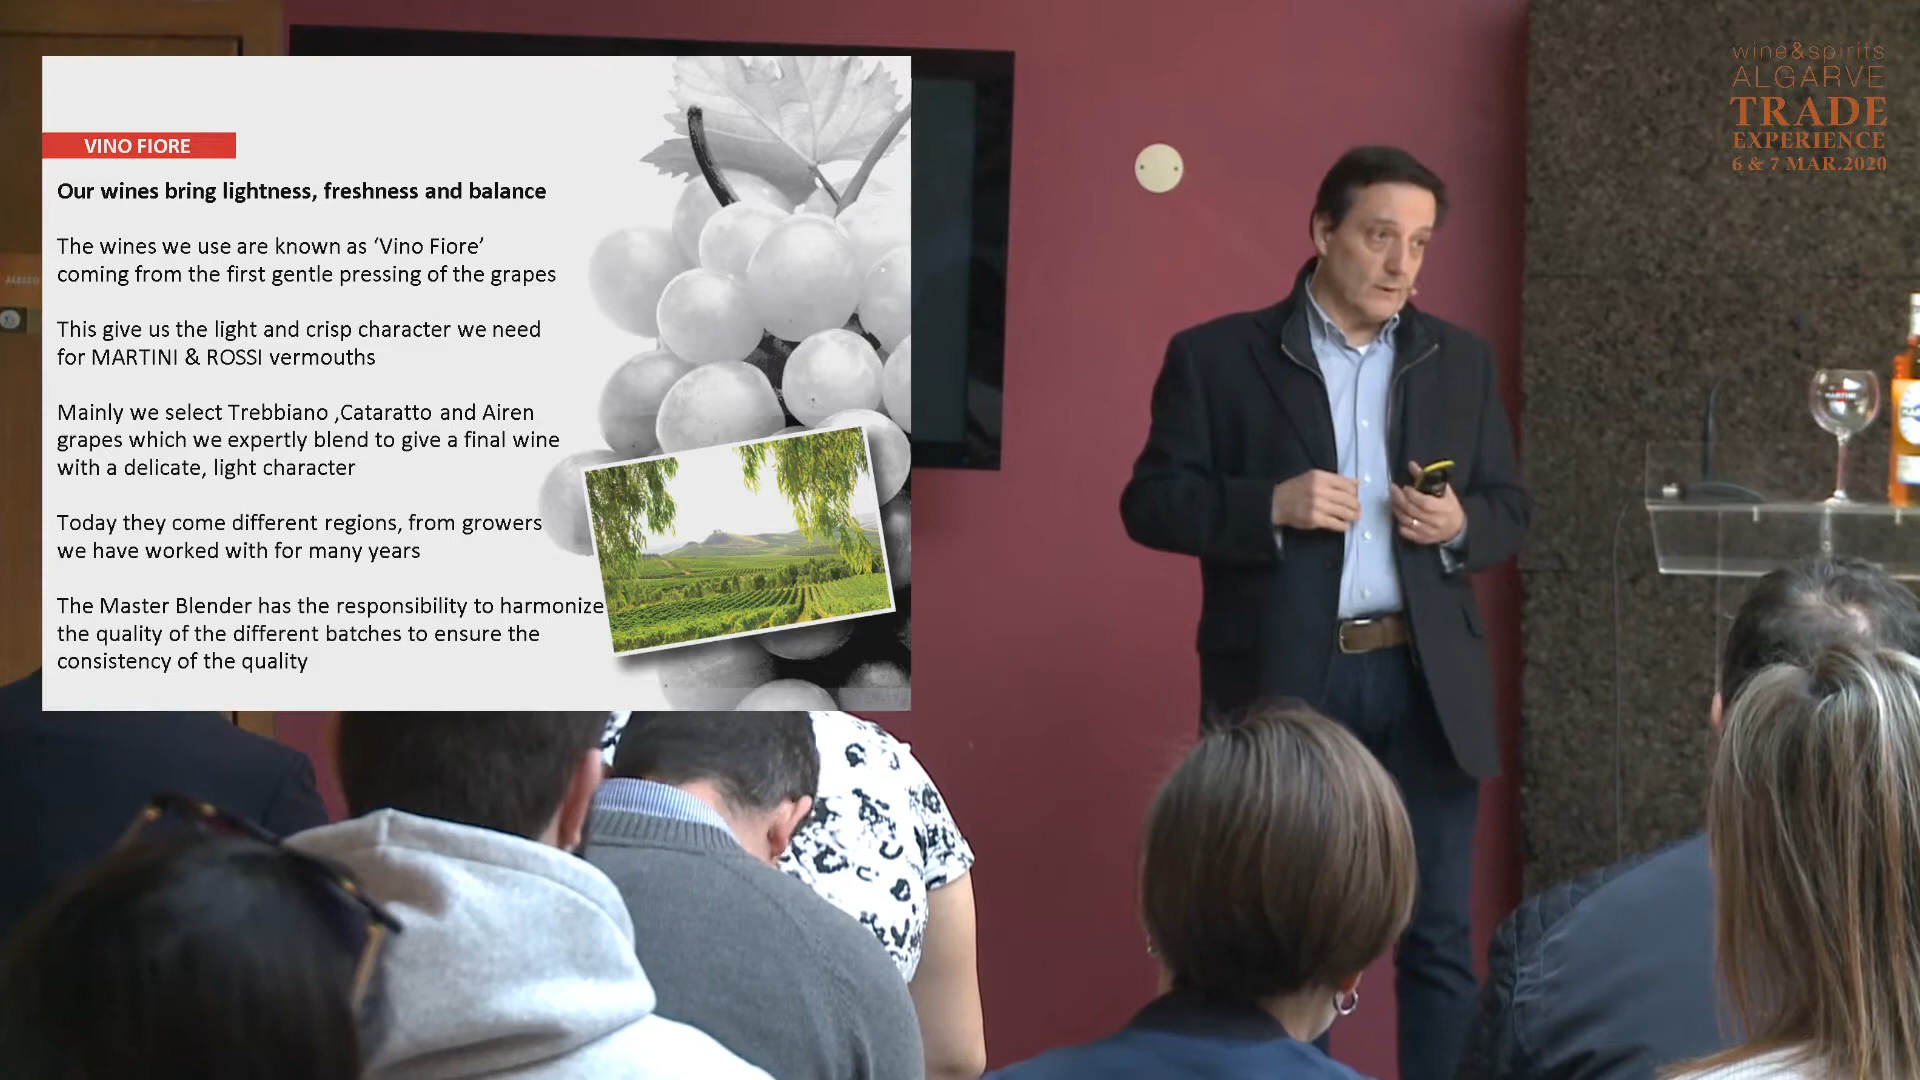 VINO FIORE
Our wines bring lightness, freshness and balance
The wines we use are known as ‘Vino Fiore’
coming from the first gentle pressing of the grapes
This give us the light and crisp character we need
for MARTINI & ROSSI vermouths
Mainly we select Trebbiano ,Cataratto and Airen
grapes which we expertly blend to give a final wine
with a delicate, light character
Today they come different regions, from growers
we have worked with for many years
The Master Blender has the responsibility to harmonize
the quality of the different batches to ensure the
consistency of the quality
wine&spirits
ALGARVE
TRADE
EXPERIENCE
6 & 7 MAR.2020
MARTINI